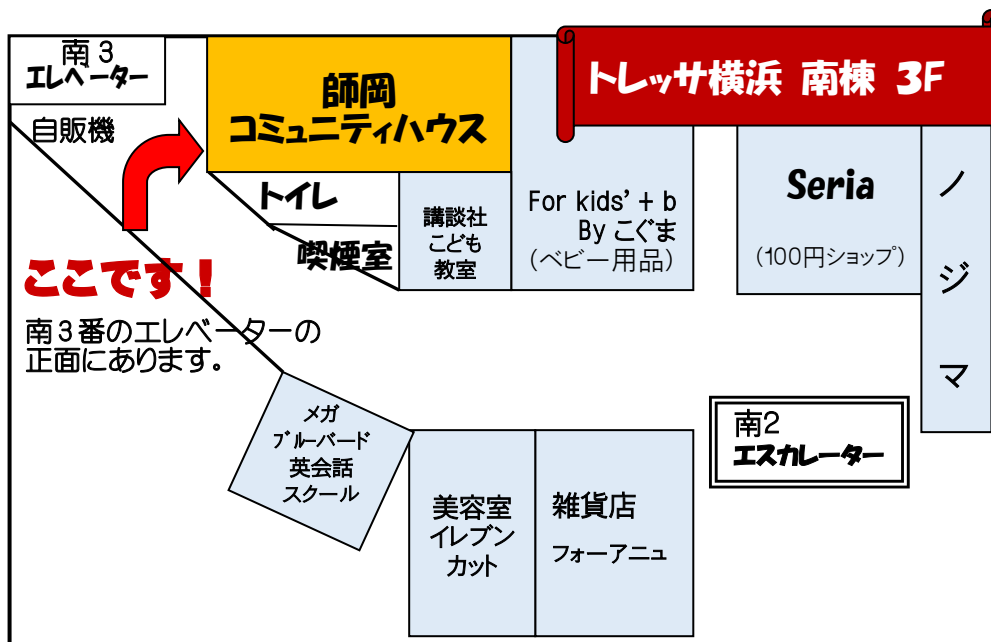 南3
エレベーター
自販機
師岡
コミュニティハウス
トレッサ横浜 南棟 3F
トイレ
喫煙室
講談社
こども
教室
For kids' + b
By こぐま
(ベビー用品)
Seria
(100円ショップ)
ノジマ
ここです!
南3番のエレベーターの
正面にあります。
メガ
ブルーバード
英会話
スクール
美容室
イレブン
カット
雑貨店
フォーアニュ
南2
エスカレーター